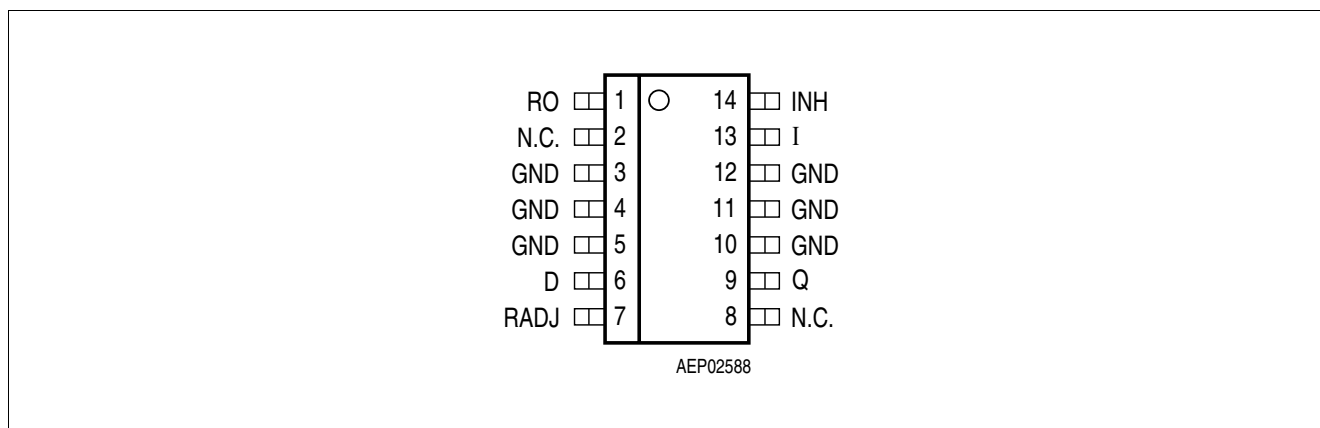 RO 1 14 INH
N.C. 2 13 I
GND 3 12 GND
GND 4 11 GND
GND 5 10 GND
D 6 9 Q
RADJ 7 8 N.C.
AEP02588